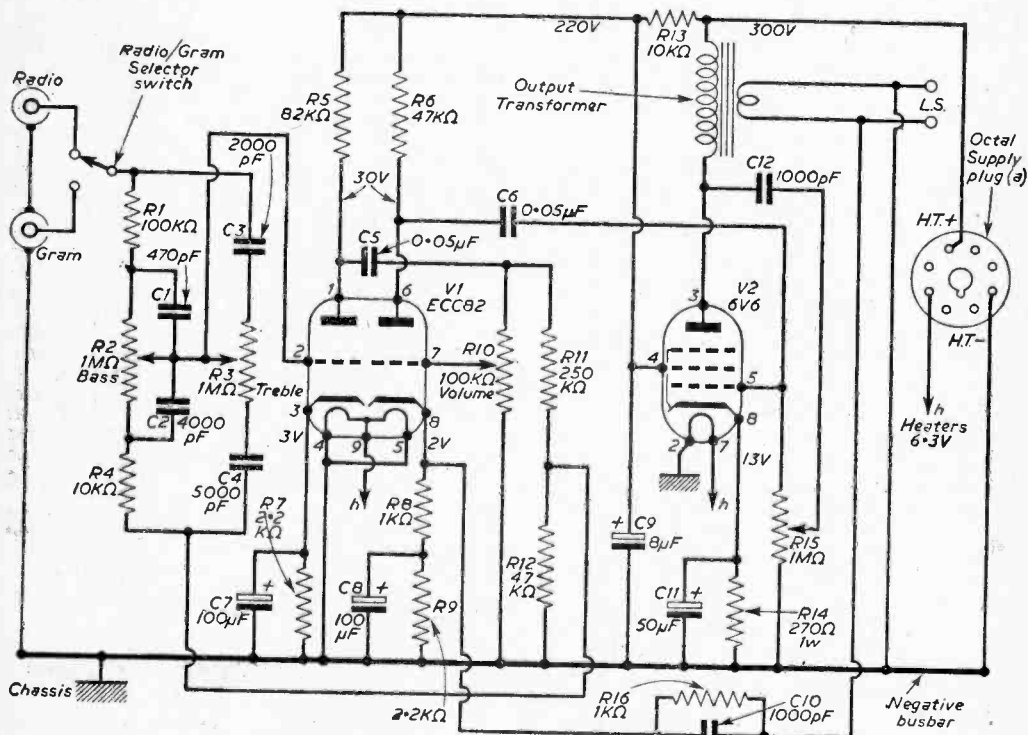 Radio/Gram
Selector
switch
Radio
Gram
R1
100KΩ
470pF
C1
R2
1MΩ
Bass
C2
4000
pF
R4
10KΩ
2000
pF
C3
R3
1MΩ
Treble
C4
5000
pF
R5
82KΩ
R6
47KΩ
30V
C5
0·05μF
C6
0·05μF
V1
ECC82
1
6
2
7
3
8
4
9
5
3V
2V
h
R7
2·2
KΩ
C7
100μF
R8
1KΩ
C8
100
μF
R9
2·2KΩ
R10
100KΩ
Volume
R11
250
KΩ
R12
47
KΩ
220V
R13
10KΩ
300V
Output
Transformer
L.S.
C12
1000pF
V2
6V6
3
4
5
8
2
7
13V
h
C9
8μF
C11
50μF
R14
270Ω
1w
R15
1MΩ
R16
1KΩ
C10
1000pF
Octal
Supply
plug (a)
H.T.+
H.T.-
h
Heaters
6·3V
Chassis
Negative
busbar
+
+
+
+